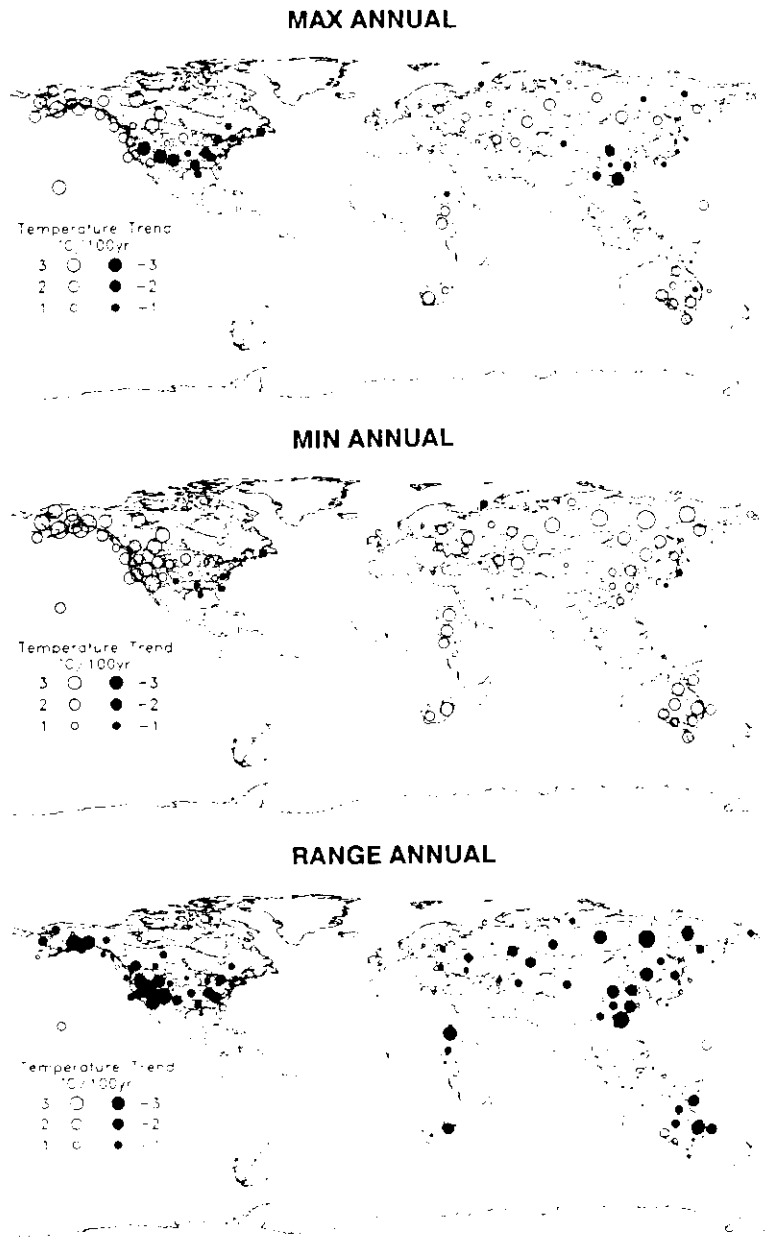 MAX ANNUAL
Temperature Trend
°C/100yr
3 -3
2 -2
1 -1
MIN ANNUAL
Temperature Trend
°C/100yr
3 -3
2 -2
1 -1
RANGE ANNUAL
Temperature Trend
°C/100yr
3 -3
2 -2
1 -1